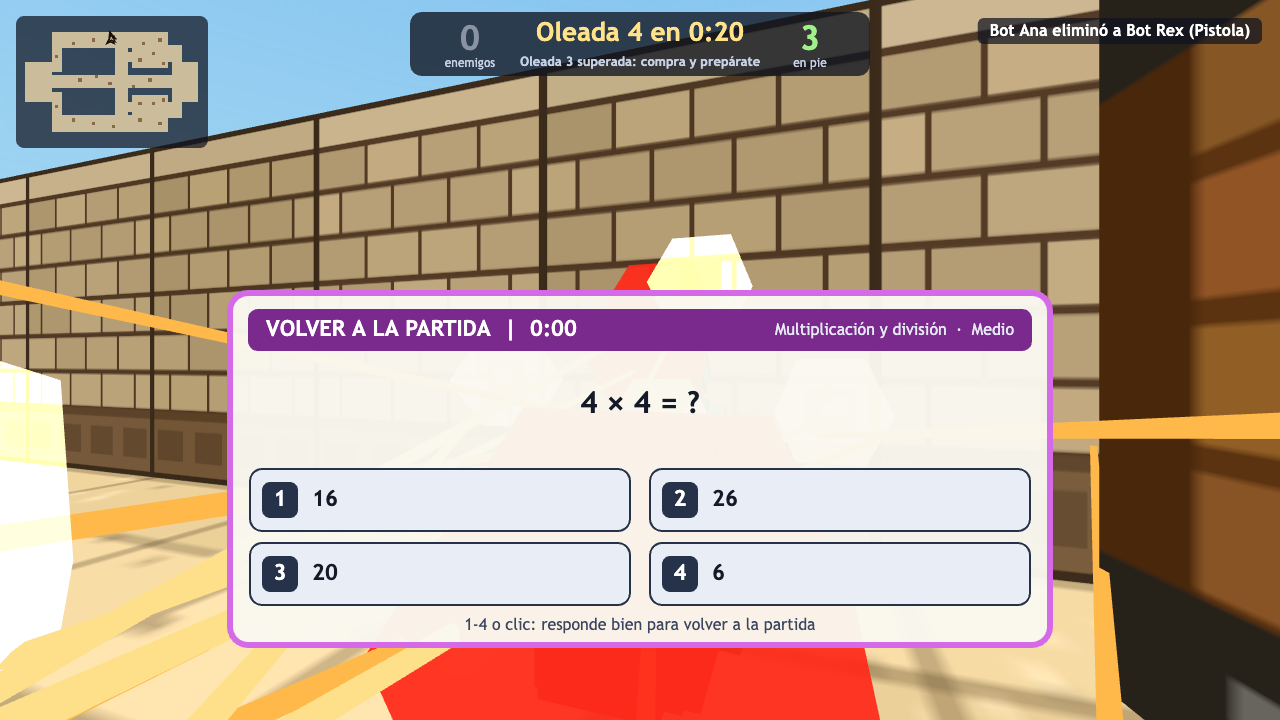 0
enemigos
Oleada 4 en 0:20
Oleada 3 superada: compra y prepárate
3
en pie
Bot Ana eliminó a Bot Rex (Pistola)
VOLVER A LA PARTIDA | 0:00
Multiplicación y división · Medio
4 × 4 = ?
1 16
2 26
3 20
4 6
1-4 o clic: responde bien para volver a la partida